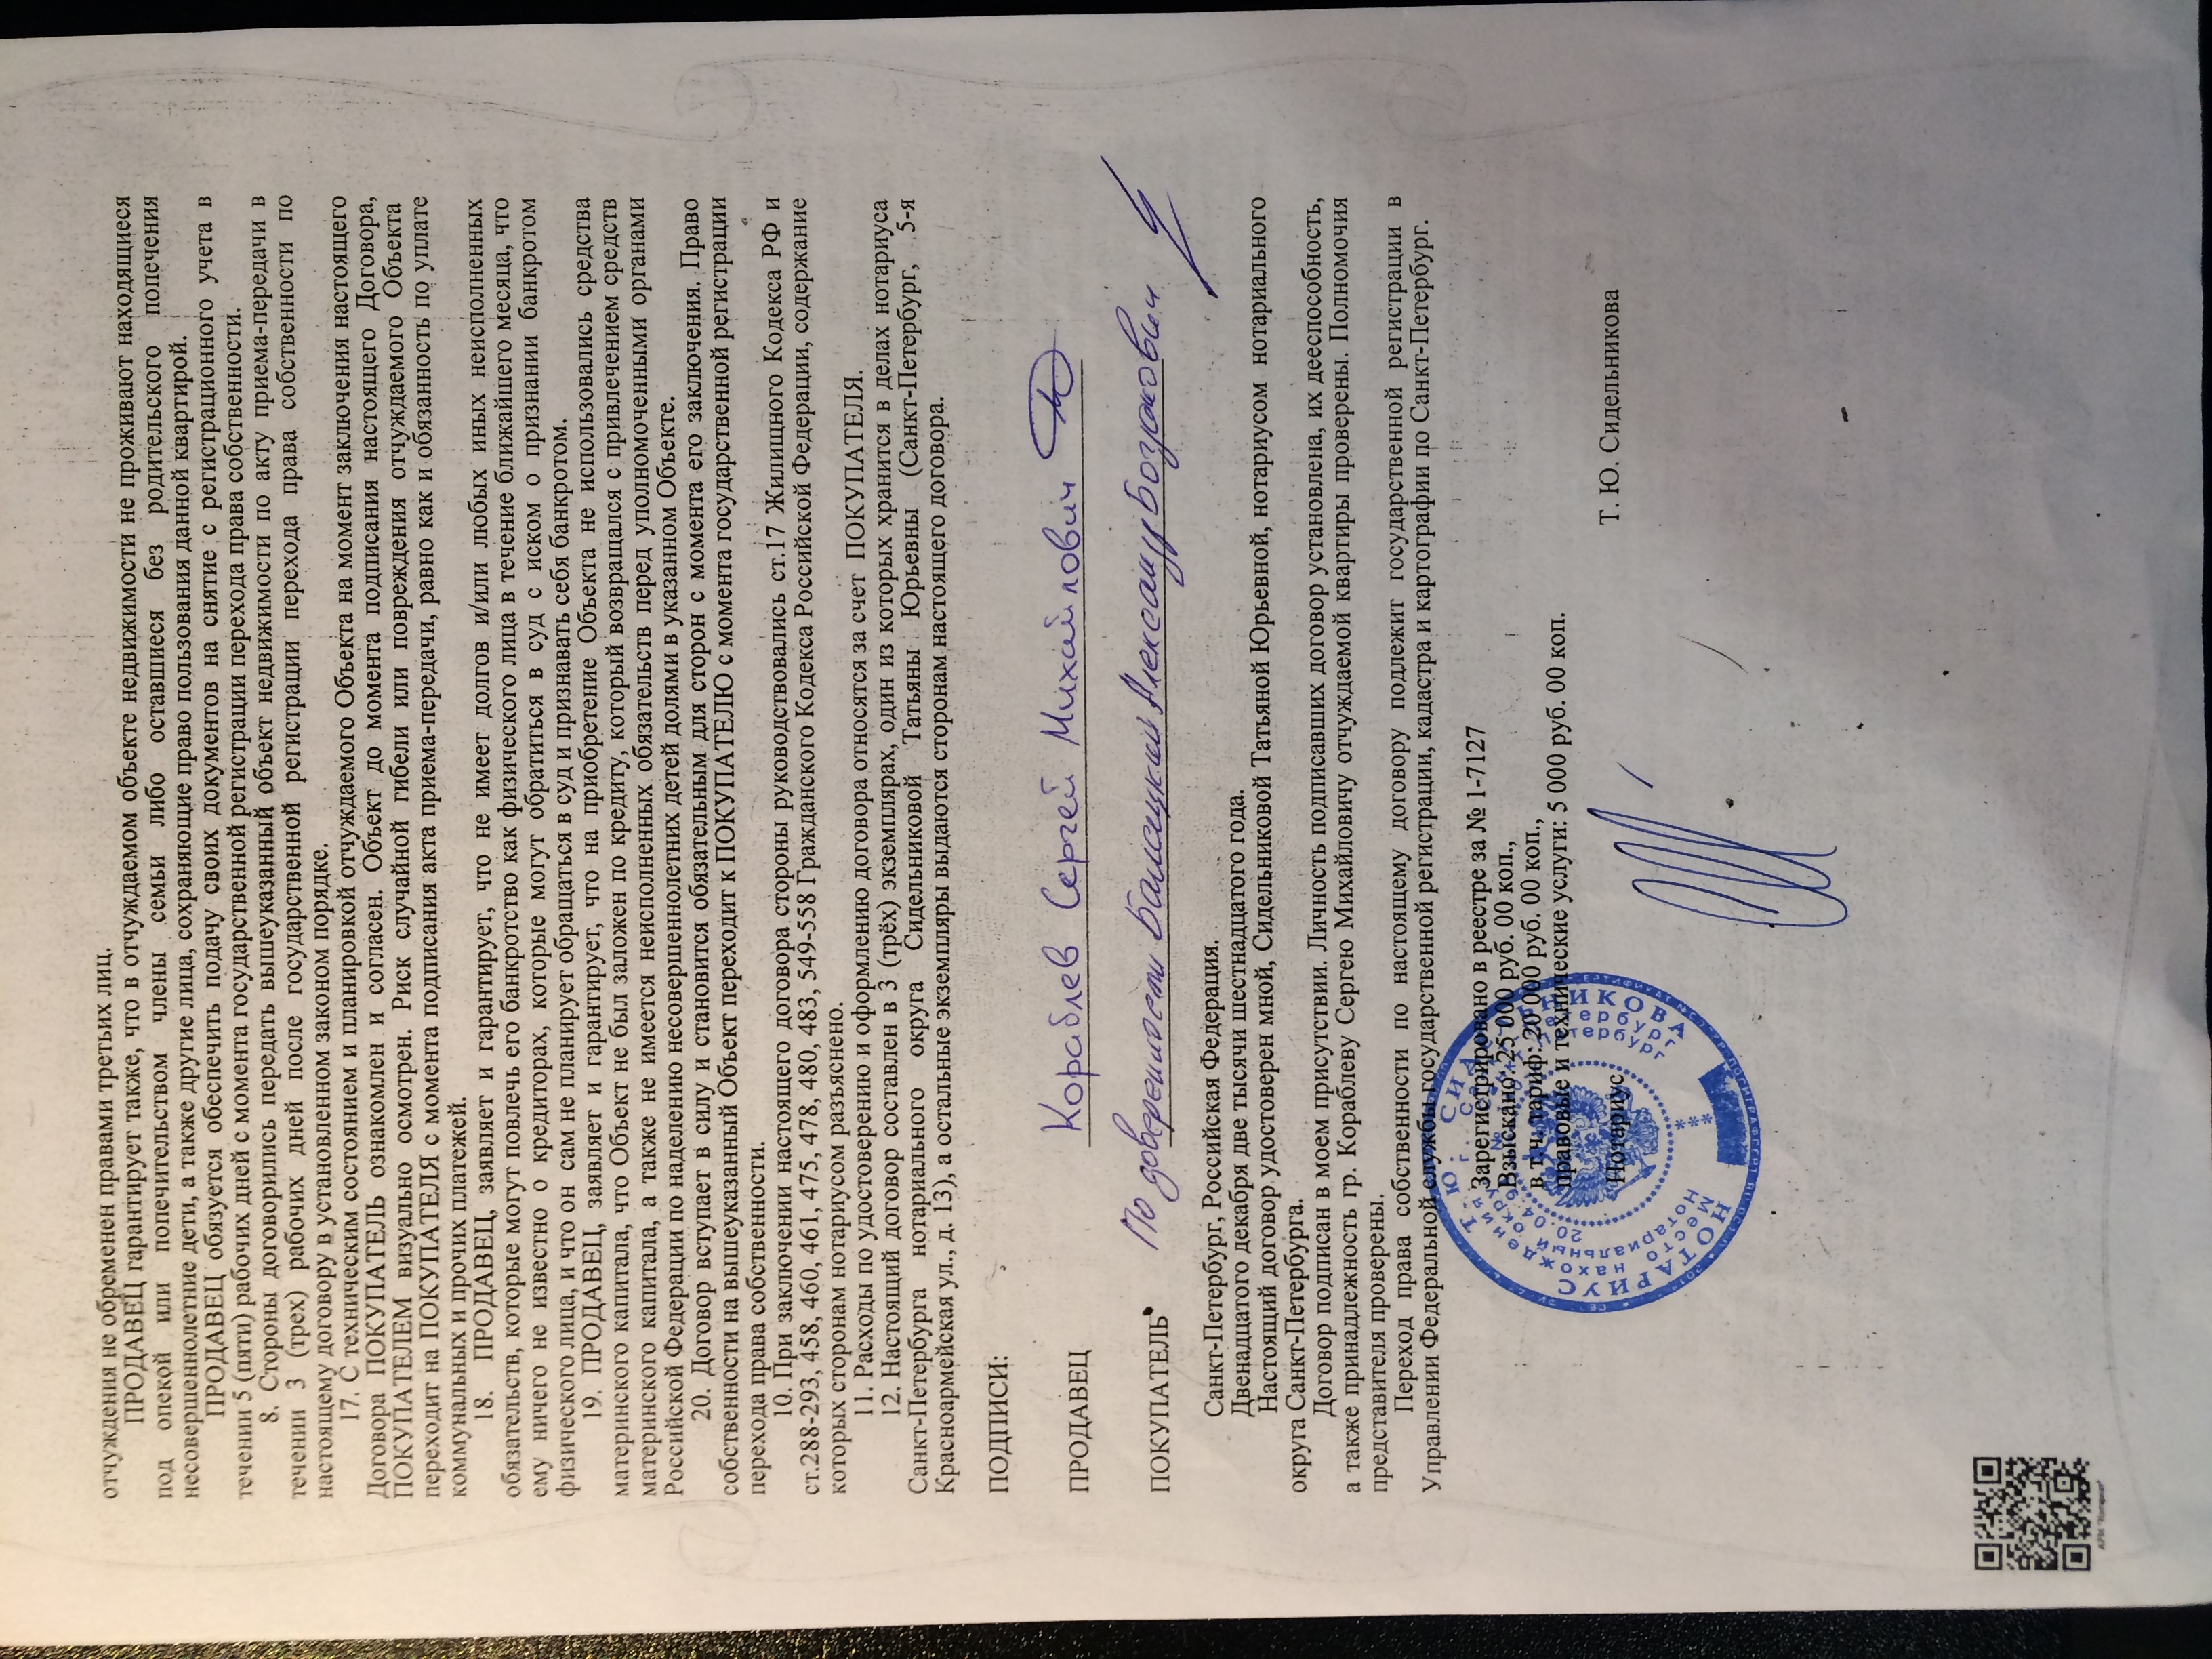 отчуждения не обременен правами третьих лиц.
ПРОДАВЕЦ гарантирует также, что в отчуждаемом объекте недвижимости не проживают находящиеся
под опекой или попечительством члены семьи либо оставшиеся без родительского попечения
несовершеннолетние дети, а также другие лица, сохраняющие право пользования данной квартирой.
ПРОДАВЕЦ обязуется обеспечить подачу своих документов на снятие с регистрационного учета в
течении 5 (пяти) рабочих дней с момента государственной регистрации перехода права собственности.
8. Стороны договорились передать вышеуказанный объект недвижимости по акту приема-передачи в
течении 3 (трех) рабочих дней после государственной регистрации перехода права собственности по
настоящему договору в установленном законом порядке.
17. С техническим состоянием и планировкой отчуждаемого Объекта на момент заключения настоящего
Договора ПОКУПАТЕЛЬ ознакомлен и согласен. Объект до момента подписания настоящего Договора,
ПОКУПАТЕЛЕМ визуально осмотрен. Риск случайной гибели или повреждения отчуждаемого Объекта
переходит на ПОКУПАТЕЛЯ с момента подписания акта приема-передачи, равно как и обязанность по уплате
коммунальных и прочих платежей.
18. ПРОДАВЕЦ, заявляет и гарантирует, что не имеет долгов и/или любых иных неисполненных
обязательств, которые могут повлечь его банкротство как физического лица в течение ближайшего месяца, что
ему ничего не известно о кредиторах, которые могут обратиться в суд с иском о признании банкротом
физического лица, и что он сам не планирует обращаться в суд и признавать себя банкротом.
19. ПРОДАВЕЦ, заявляет и гарантирует, что на приобретение Объекта не использовались средства
материнского капитала, что Объект не был заложен по кредиту, который возвращался с привлечением средств
материнского капитала, а также не имеется неисполненных обязательств перед уполномоченными органами
Российской Федерации по наделению несовершеннолетних детей долями в указанном Объекте.
20. Договор вступает в силу и становится обязательным для сторон с момента его заключения. Право
собственности на вышеуказанный Объект переходит к ПОКУПАТЕЛЮ с момента государственной регистрации
перехода права собственности.
10. При заключении настоящего договора стороны руководствовались ст.17 Жилищного Кодекса РФ и
ст.288-293, 458, 460, 461, 475, 478, 480, 483, 549-558 Гражданского Кодекса Российской Федерации, содержание
которых сторонам нотариусом разъяснено.
11. Расходы по удостоверению и оформлению договора относятся за счет ПОКУПАТЕЛЯ.
12. Настоящий договор составлен в 3 (трёх) экземплярах, один из которых хранится в делах нотариуса
Санкт-Петербурга нотариального округа Сидельниковой Татьяны Юрьевны (Санкт-Петербург, 5-я
Красноармейская ул., д. 13), а остальные экземпляры выдаются сторонам настоящего договора.
ПОДПИСИ:
ПРОДАВЕЦ Кораблев Сергей Михайлович
ПОКУПАТЕЛЬ По доверенности Александр
Санкт-Петербург, Российская Федерация.
Двенадцатого декабря две тысячи шестнадцатого года.
Настоящий договор удостоверен мной, Сидельниковой Татьяной Юрьевной, нотариусом нотариального
округа Санкт-Петербурга.
Договор подписан в моем присутствии. Личность подписавших договор установлена, их дееспособность,
а также принадлежность гр. Кораблеву Сергею Михайловичу отчуждаемой квартиры проверены. Полномочия
представителя проверены.
Переход права собственности по настоящему договору подлежит государственной регистрации в
Управлении Федеральной службы государственной регистрации, кадастра и картографии по Санкт-Петербург.
Зарегистрировано в реестре за № 1-7127
Взыскано: 25 000 руб. 00 коп.,
в т.ч. тариф: 20 000 руб. 00 коп.,
правовые и технические услуги: 5 000 руб. 00 коп.
Нотариус Т. Ю. Сидельникова
НОТАРИУС Т.Ю. СИДЕЛЬНИКОВА